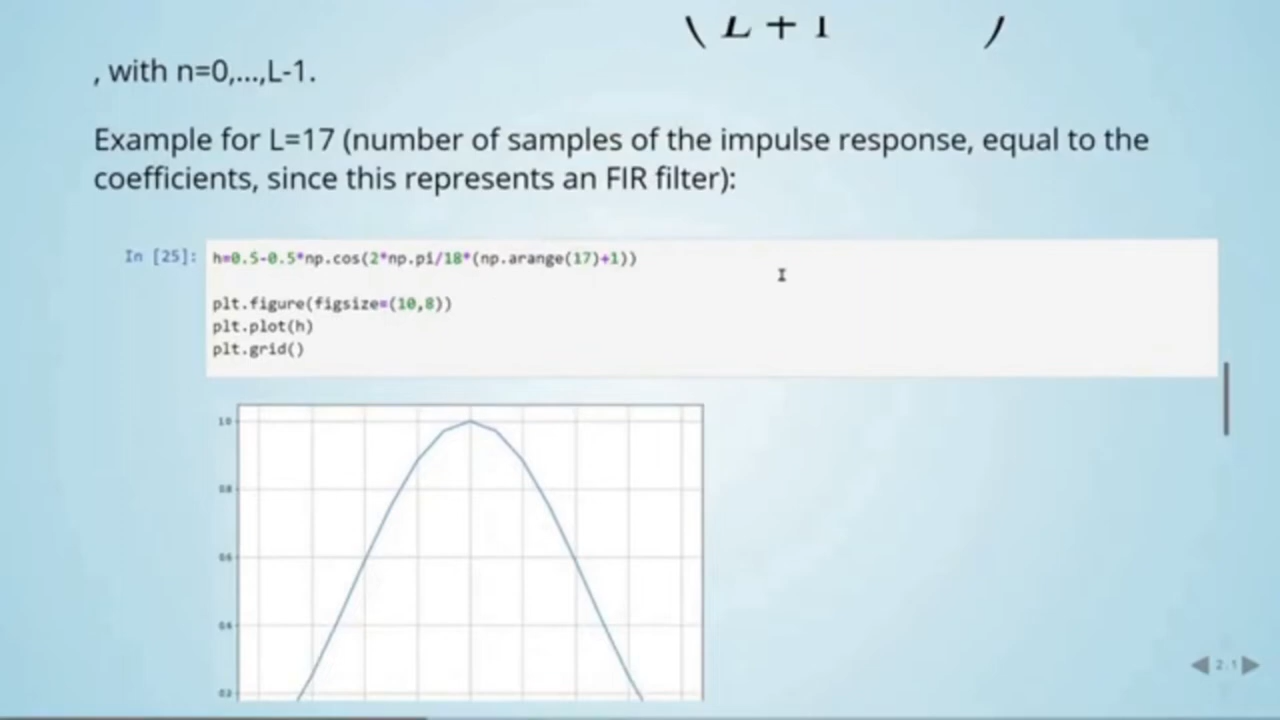 ( L + 1 )
, with n=0,...,L-1.
Example for L=17 (number of samples of the impulse response, equal to the
coefficients, since this represents an FIR filter):
In [25]: h=0.5-0.5*np.cos(2*np.pi/18*(np.arange(17)+1))
plt.figure(figsize=(10,8))
plt.plot(h)
plt.grid()
1.0
0.8
0.6
0.4
0.2
2.1